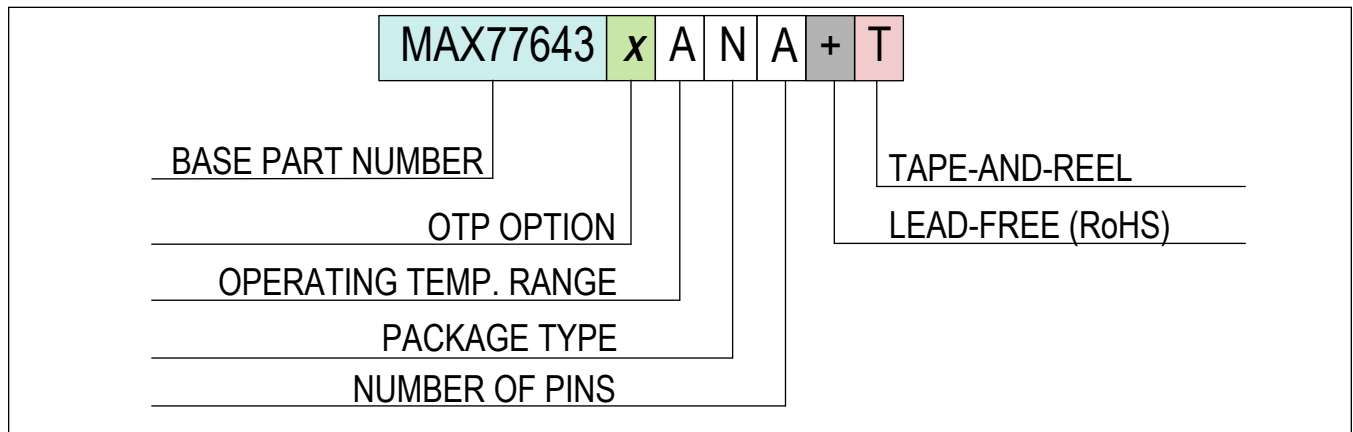 MAX77643 x A N A + T
BASE PART NUMBER
TAPE-AND-REEL
OTP OPTION
LEAD-FREE (RoHS)
OPERATING TEMP. RANGE
PACKAGE TYPE
NUMBER OF PINS